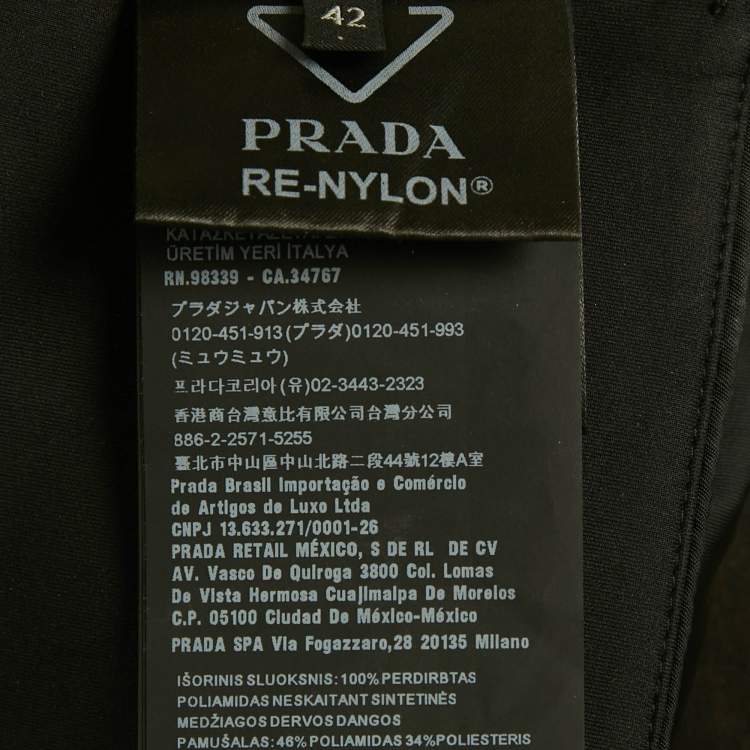 42
PRADA
RE-NYLON®
ÜRETİM YERİ İTALYA
RN.98339 - CA.34767
プラダジャパン株式会社
0120-451-913(プラダ)0120-451-993
(ミュウミュウ)
프라다코리아(유)02-3443-2323
香港商台灣意比有限公司台灣分公司
886-2-2571-5255
臺北市中山區中山北路二段44號12樓A室
Prada Brasil Importação e Comércio
de Artigos de Luxo Ltda
CNPJ 13.633.271/0001-26
PRADA RETAIL MÉXICO, S DE RL DE CV
AV. Vasco De Quiroga 3800 Col. Lomas
De Vista Hermosa Cuajimalpa De Morelos
C.P. 05100 Ciudad De México-México
PRADA SPA Via Fogazzaro,28 20135 Milano
IŠORINIS SLUOKSNIS: 100% PERDIRBTAS
POLIAMIDAS NESKAITANT SINTETINĖS
MEDŽIAGOS DERVOS DANGOS
PAMUŠALAS: 46% POLIAMIDAS 34% POLIESTERIS